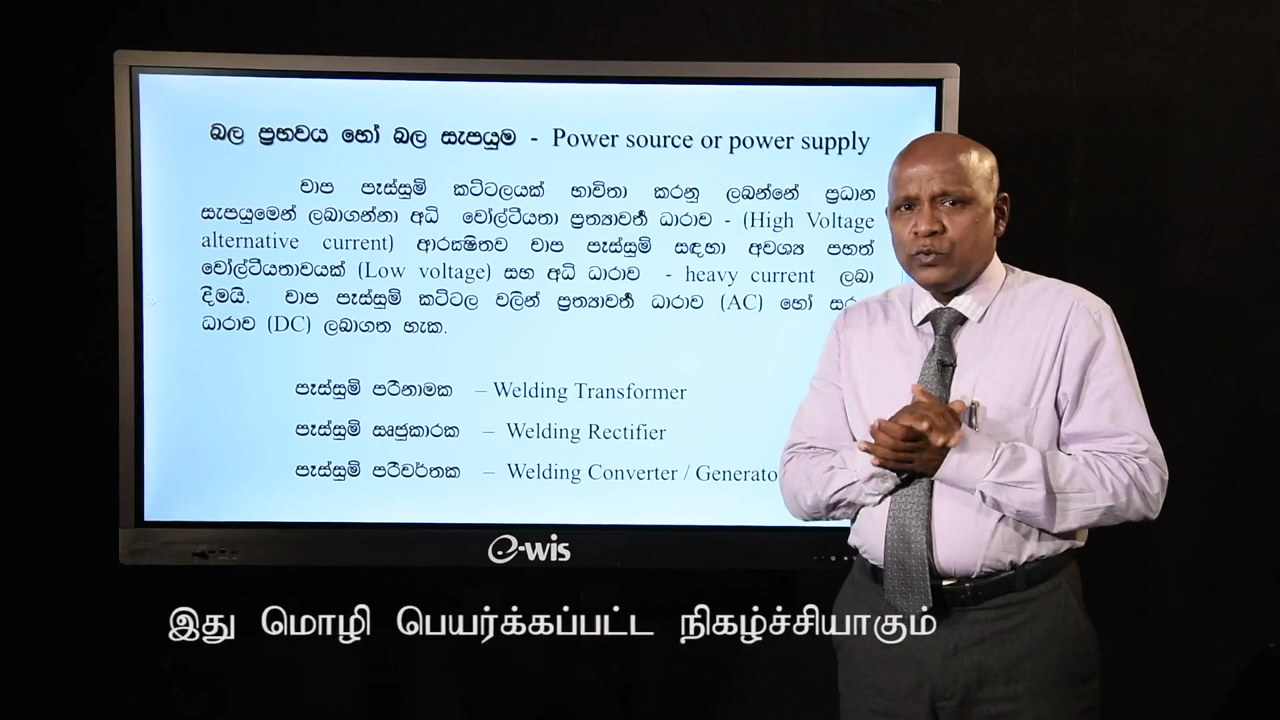 බල ප්‍රභවය හෝ බල සැපයුම - Power source or power supply
චාප පෑස්සුම් කට්ටලයක් භාවිතා කරනු ලබන්නේ ප්‍රධාන
සැපයුමෙන් ලබාගන්නා අධි වෝල්ටීයතා ප්‍රත්‍යාවර්ත ධාරාව - (High Voltage
alternative current) ආරක්‍ෂිතව චාප පෑස්සුම් සඳහා අවශ්‍ය පහත්
වෝල්ටීයතාවයක් (Low voltage) සහ අධි ධාරාව - heavy current ලබා
දීමයි. චාප පෑස්සුම් කට්ටල වලින් ප්‍රත්‍යාවර්ත ධාරාව (AC) හෝ
ධාරාව (DC) ලබාගත හැක.
පෑස්සුම් පරිනාමක – Welding Transformer
පෑස්සුම් සෘජුකාරක – Welding Rectifier
පෑස්සුම් පරිවර්තක – Welding Converter / Generato
e-wis
இது மொழி பெயர்க்கப்பட்ட நிகழ்ச்சியாகும்